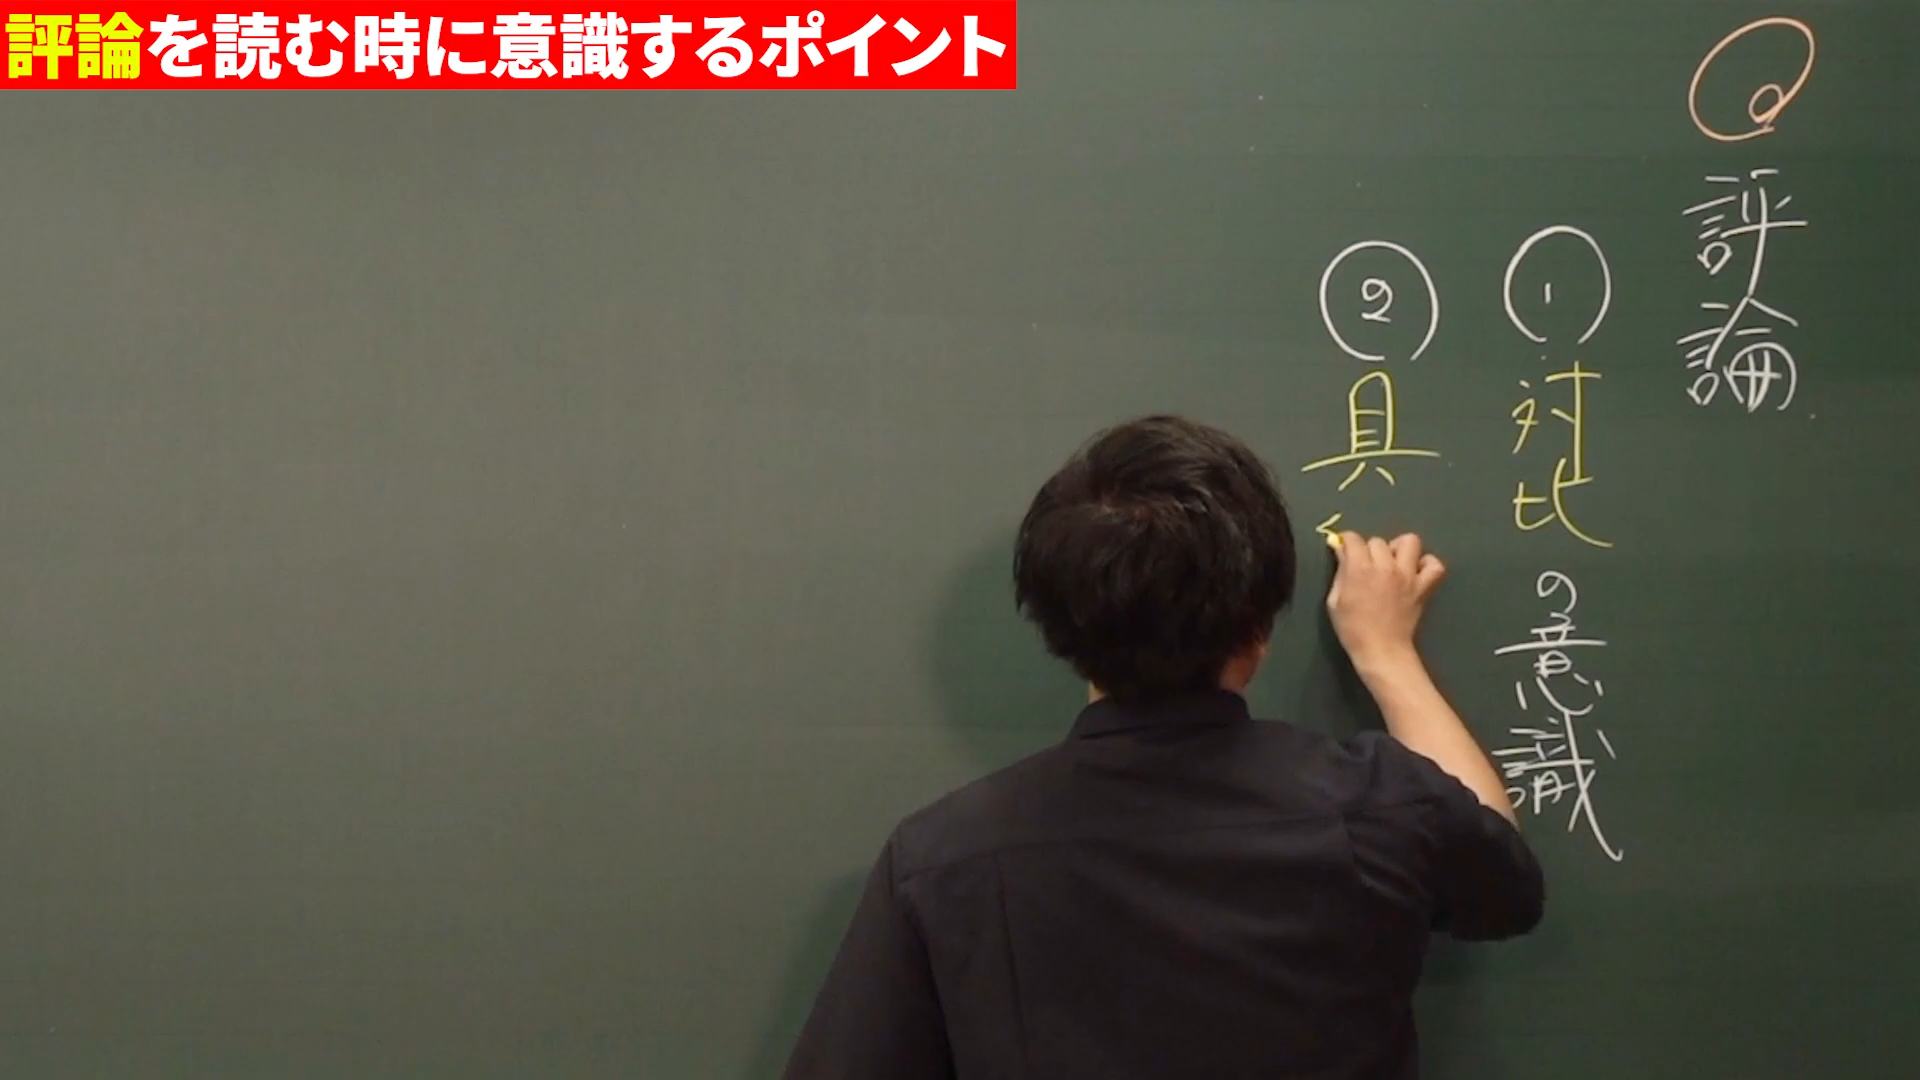 評論を読む時に意識するポイント
評論
① 対比の意識
② 具